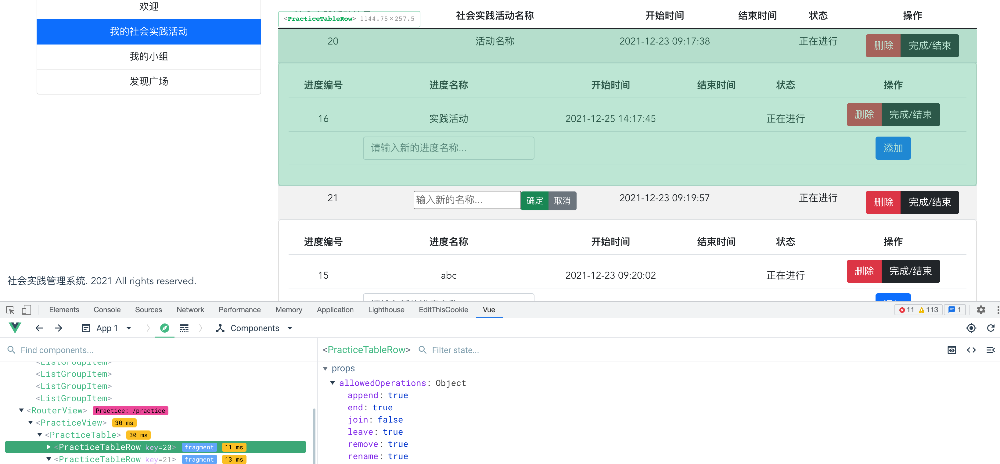 欢迎
我的社会实践活动
我的小组
发现广场
社会实践管理系统. 2021 All rights reserved.
<PracticeTableRow> 1144.75 × 257.5
社会实践活动名称 开始时间 结束时间 状态 操作
20 活动名称 2021-12-23 09:17:38 正在进行 删除 完成/结束
进度编号 进度名称 开始时间 结束时间 状态 操作
16 实践活动 2021-12-25 14:17:45 正在进行 删除 完成/结束
请输入新的进度名称... 添加
21 输入新的名称... 确定 取消 2021-12-23 09:19:57 正在进行 删除 完成/结束
进度编号 进度名称 开始时间 结束时间 状态 操作
15 abc 2021-12-23 09:20:02 正在进行 删除 完成/结束
Elements Console Sources Network Performance Memory Application Lighthouse EditThisCookie Vue 11 113 1
App 1 Components
Find components...
<ListGroupItem>
<ListGroupItem>
<ListGroupItem>
<ListGroupItem>
<RouterView> Practice: /practice
<PracticeView> 30 ms
<PracticeTable> 30 ms
<PracticeTableRow key=20> fragment 11 ms
<PracticeTableRow key=21> fragment 13 ms
<PracticeTableRow> Filter state...
props
allowedOperations: Object
append: true
end: true
join: false
leave: true
remove: true
rename: true